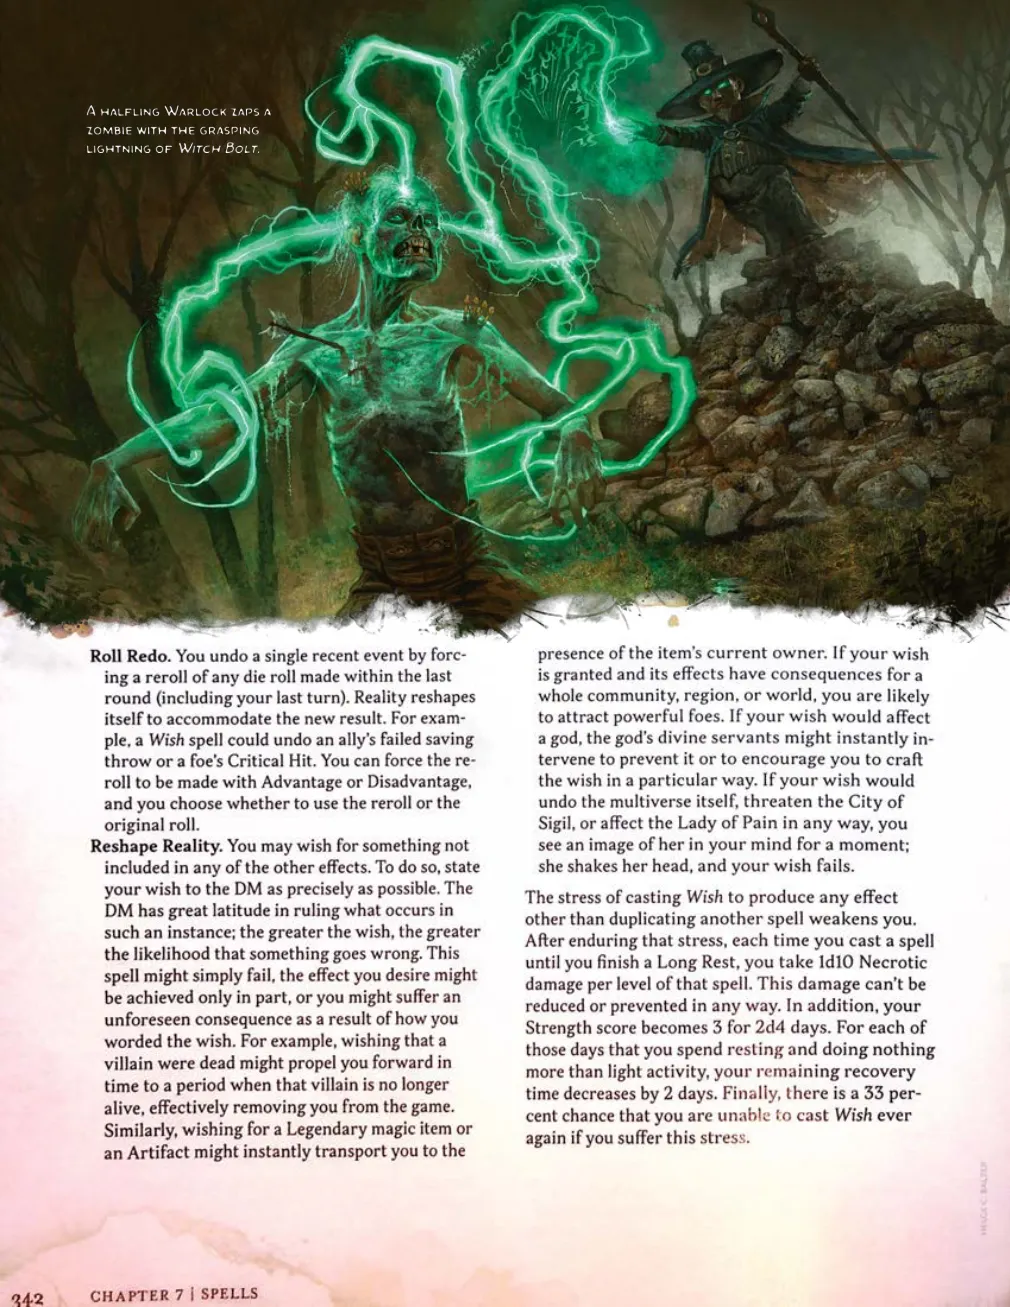 A HALFLING WARLOCK ZAPS A
ZOMBIE WITH THE GRASPING
LIGHTNING OF WITCH BOLT.
Roll Redo. You undo a single recent event by forc-
ing a reroll of any die roll made within the last
round (including your last turn). Reality reshapes
itself to accommodate the new result. For exam-
ple, a Wish spell could undo an ally's failed saving
throw or a foe's Critical Hit. You can force the re-
roll to be made with Advantage or Disadvantage,
and you choose whether to use the reroll or the
original roll.
Reshape Reality. You may wish for something not
included in any of the other effects. To do so, state
your wish to the DM as precisely as possible. The
DM has great latitude in ruling what occurs in
such an instance; the greater the wish, the greater
the likelihood that something goes wrong. This
spell might simply fail, the effect you desire might
be achieved only in part, or you might suffer an
unforeseen consequence as a result of how you
worded the wish. For example, wishing that a
villain were dead might propel you forward in
time to a period when that villain is no longer
alive, effectively removing you from the game.
Similarly, wishing for a Legendary magic item or
an Artifact might instantly transport you to the
presence of the item's current owner. If your wish
is granted and its effects have consequences for a
whole community, region, or world, you are likely
to attract powerful foes. If your wish would affect
a god, the god's divine servants might instantly in-
tervene to prevent it or to encourage you to craft
the wish in a particular way. If your wish would
undo the multiverse itself, threaten the City of
Sigil, or affect the Lady of Pain in any way, you
see an image of her in your mind for a moment;
she shakes her head, and your wish fails.
The stress of casting Wish to produce any effect
other than duplicating another spell weakens you.
After enduring that stress, each time you cast a spell
until you finish a Long Rest, you take 1d10 Necrotic
damage per level of that spell. This damage can't be
reduced or prevented in any way. In addition, your
Strength score becomes 3 for 2d4 days. For each of
those days that you spend resting and doing nothing
more than light activity, your remaining recovery
time decreases by 2 days. Finally, there is a 33 per-
cent chance that you are unable to cast Wish ever
again if you suffer this stress.
342 CHAPTER 7 | SPELLS